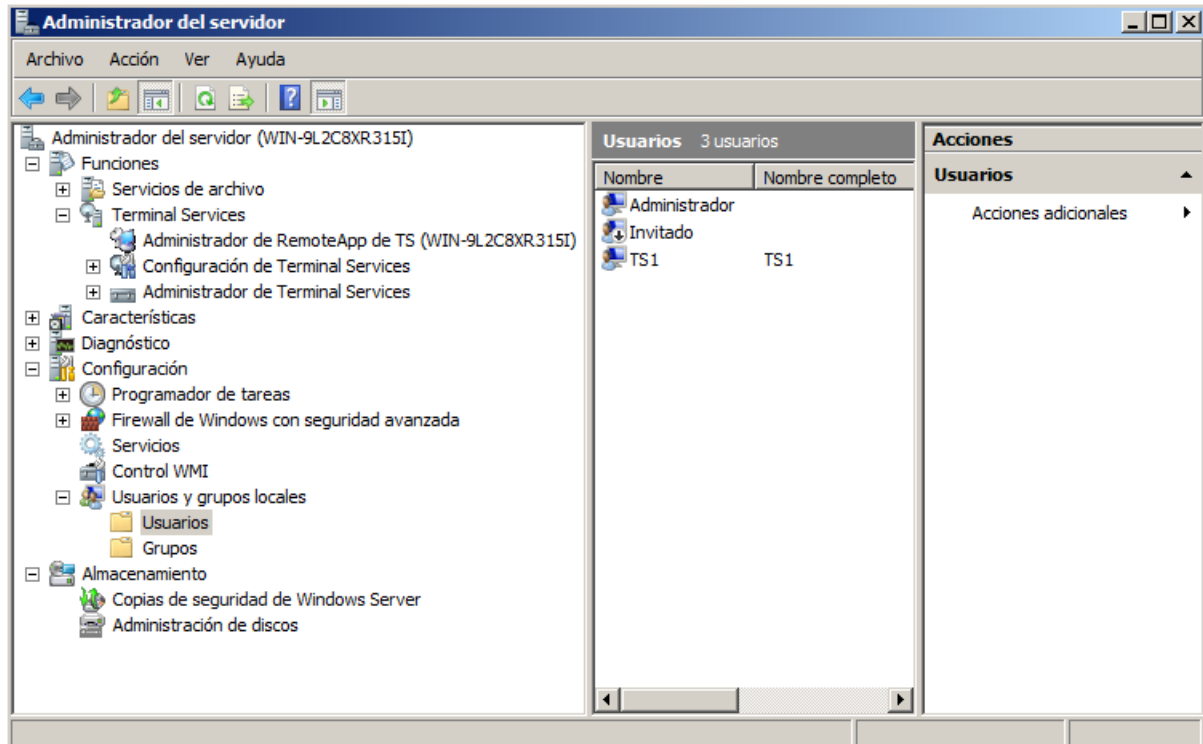 Administrador del servidor
Archivo Acción Ver Ayuda
Administrador del servidor (WIN-9L2C8XR315I)
Funciones
Servicios de archivo
Terminal Services
Administrador de RemoteApp de TS (WIN-9L2C8XR315I)
Configuración de Terminal Services
Administrador de Terminal Services
Características
Diagnóstico
Configuración
Programador de tareas
Firewall de Windows con seguridad avanzada
Servicios
Control WMI
Usuarios y grupos locales
Usuarios
Grupos
Almacenamiento
Copias de seguridad de Windows Server
Administración de discos
Usuarios 3 usuarios
Nombre Nombre completo
Administrador
Invitado
TS1 TS1
Acciones
Usuarios
Acciones adicionales